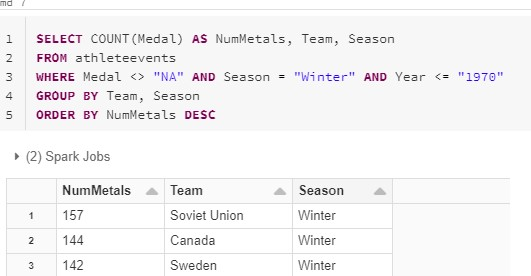 md 7
1 SELECT COUNT(Medal) AS NumMetals, Team, Season
2 FROM athleteevents
3 WHERE Medal <> "NA" AND Season = "Winter" AND Year <= "1970"
4 GROUP BY Team, Season
5 ORDER BY NumMetals DESC
(2) Spark Jobs
NumMetals Team Season
1 157 Soviet Union Winter
2 144 Canada Winter
3 142 Sweden Winter